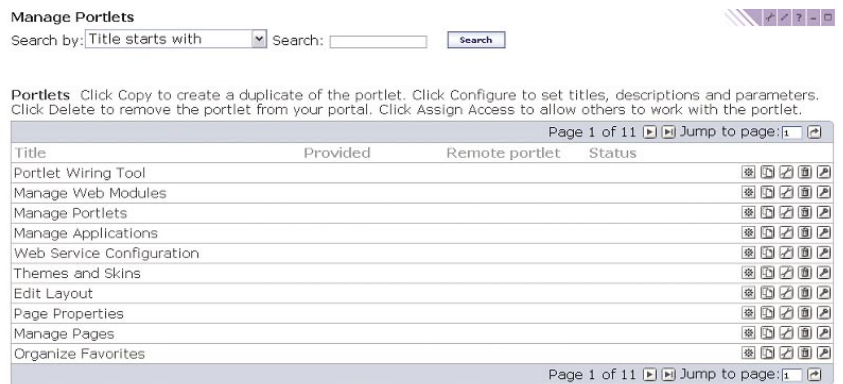 Manage Portlets
Search by: Title starts with Search: Search
Portlets Click Copy to create a duplicate of the portlet. Click Configure to set titles, descriptions and parameters.
Click Delete to remove the portlet from your portal. Click Assign Access to allow others to work with the portlet.
Page 1 of 11 Jump to page: 1
Title Provided Remote portlet Status
Portlet Wiring Tool
Manage Web Modules
Manage Portlets
Manage Applications
Web Service Configuration
Themes and Skins
Edit Layout
Page Properties
Manage Pages
Organize Favorites
Page 1 of 11 Jump to page: 1